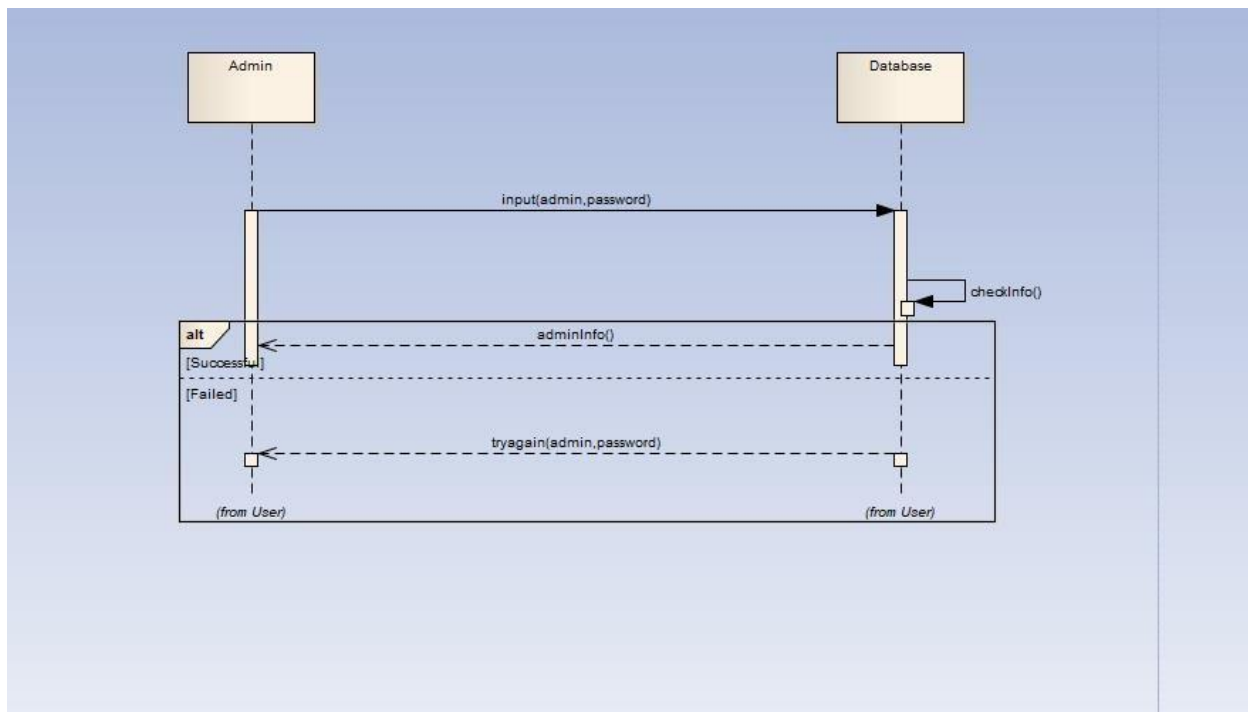 Admin
Database
input(admin,password)
checkInfo()
alt
adminInfo()
[Successful]
[Failed]
tryagain(admin,password)
(from User)
(from User)